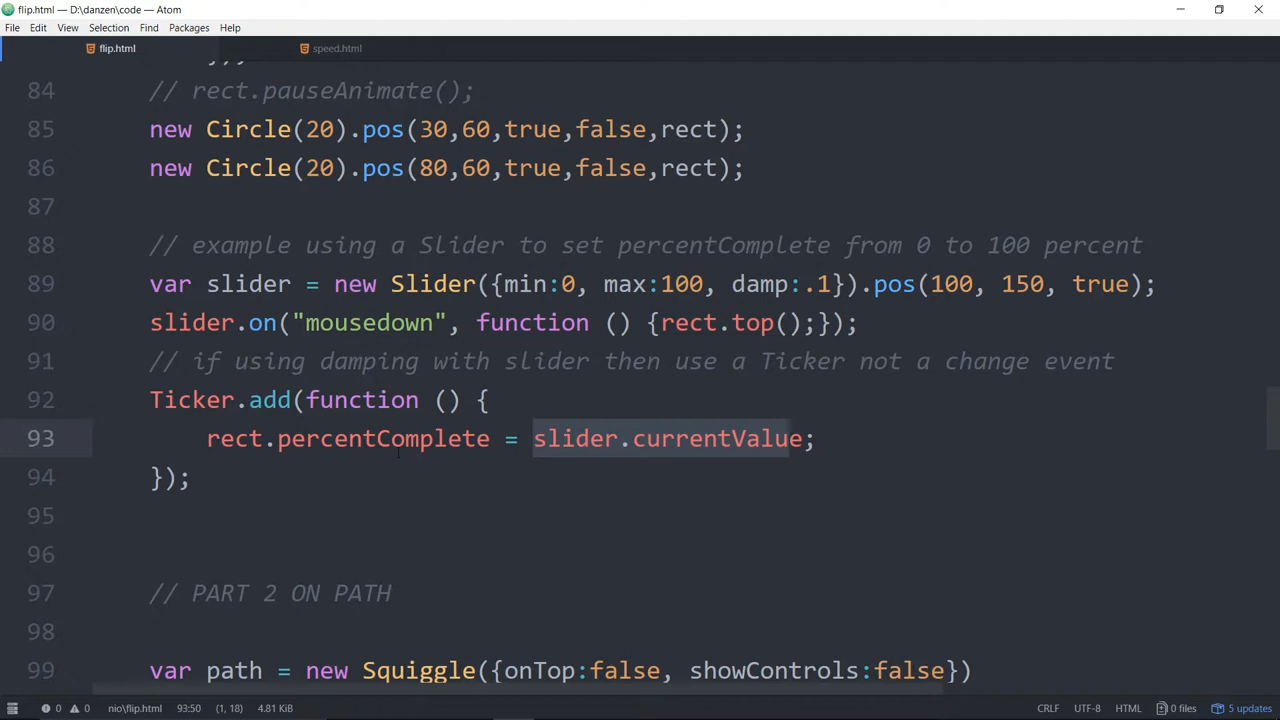 flip.html — D:\danzen\code — Atom
File Edit View Selection Find Packages Help
flip.html speed.html
84 // rect.pauseAnimate();
85 new Circle(20).pos(30,60,true,false,rect);
86 new Circle(20).pos(80,60,true,false,rect);
87
88 // example using a Slider to set percentComplete from 0 to 100 percent
89 var slider = new Slider({min:0, max:100, damp:.1}).pos(100, 150, true);
90 slider.on("mousedown", function () {rect.top();});
91 // if using damping with slider then use a Ticker not a change event
92 Ticker.add(function () {
93 rect.percentComplete = slider.currentValue;
94 });
95
96
97 // PART 2 ON PATH
98
99 var path = new Squiggle({onTop:false, showControls:false})
0 0 nio\flip.html 93:50 (1, 18) 4.81 KiB CRLF UTF-8 HTML 0 files 5 updates